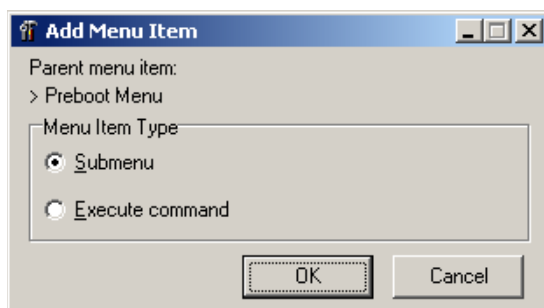 Add Menu Item
Parent menu item:
> Preboot Menu
Menu Item Type
Submenu
Execute command
OK
Cancel